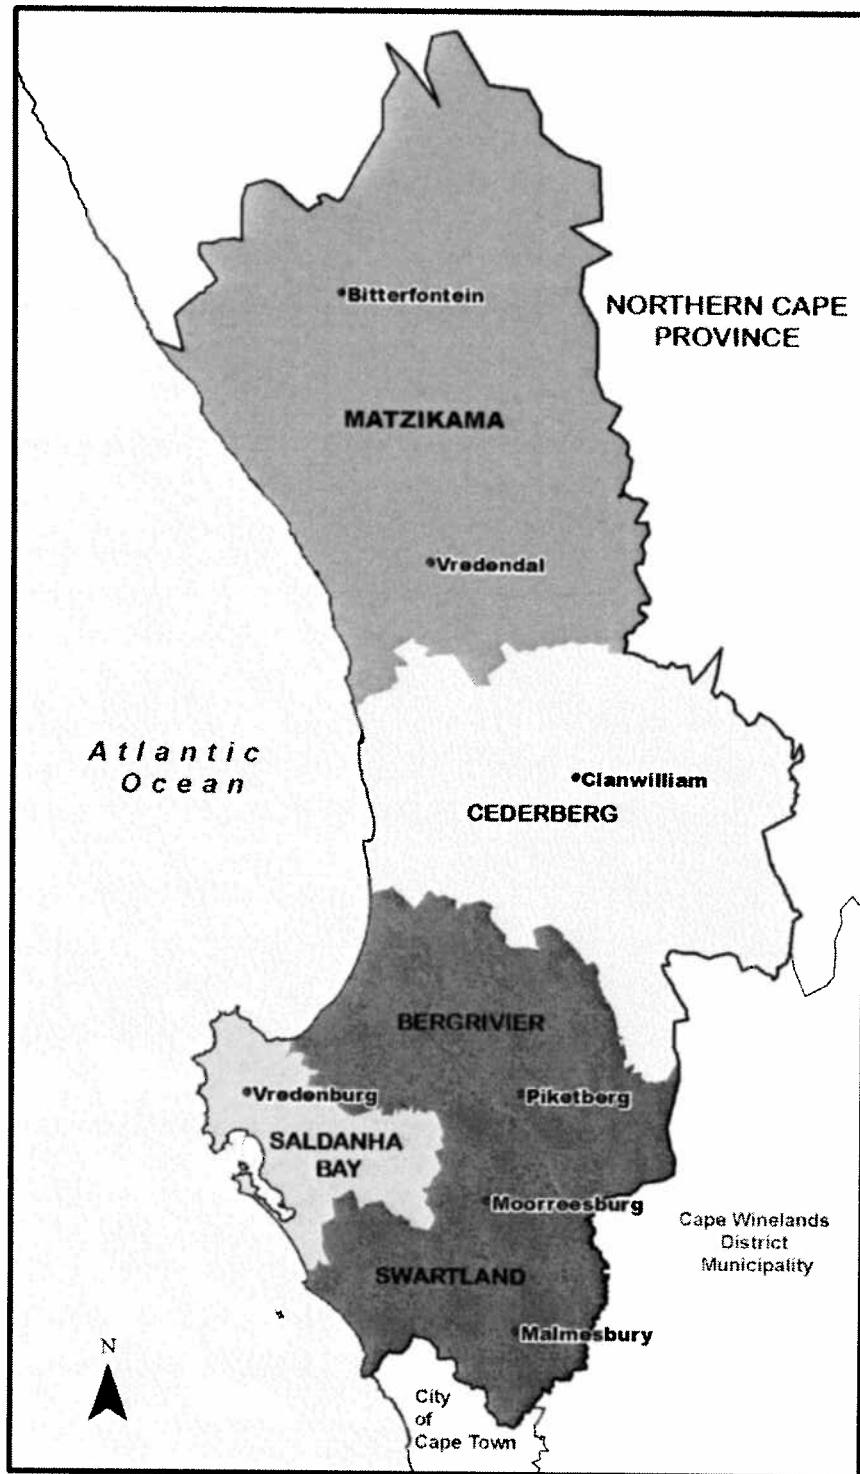 Bitterfontein
NORTHERN CAPE
PROVINCE
MATZIKAMA
Vredendal
Atlantic
Ocean
Clanwilliam
CEDERBERG
BERGRIVIER
Vredenburg
Piketberg
SALDANHA
BAY
Moorreesburg
Cape Winelands
District
Municipality
SWARTLAND
Malmesbury
N
City
of
Cape Town